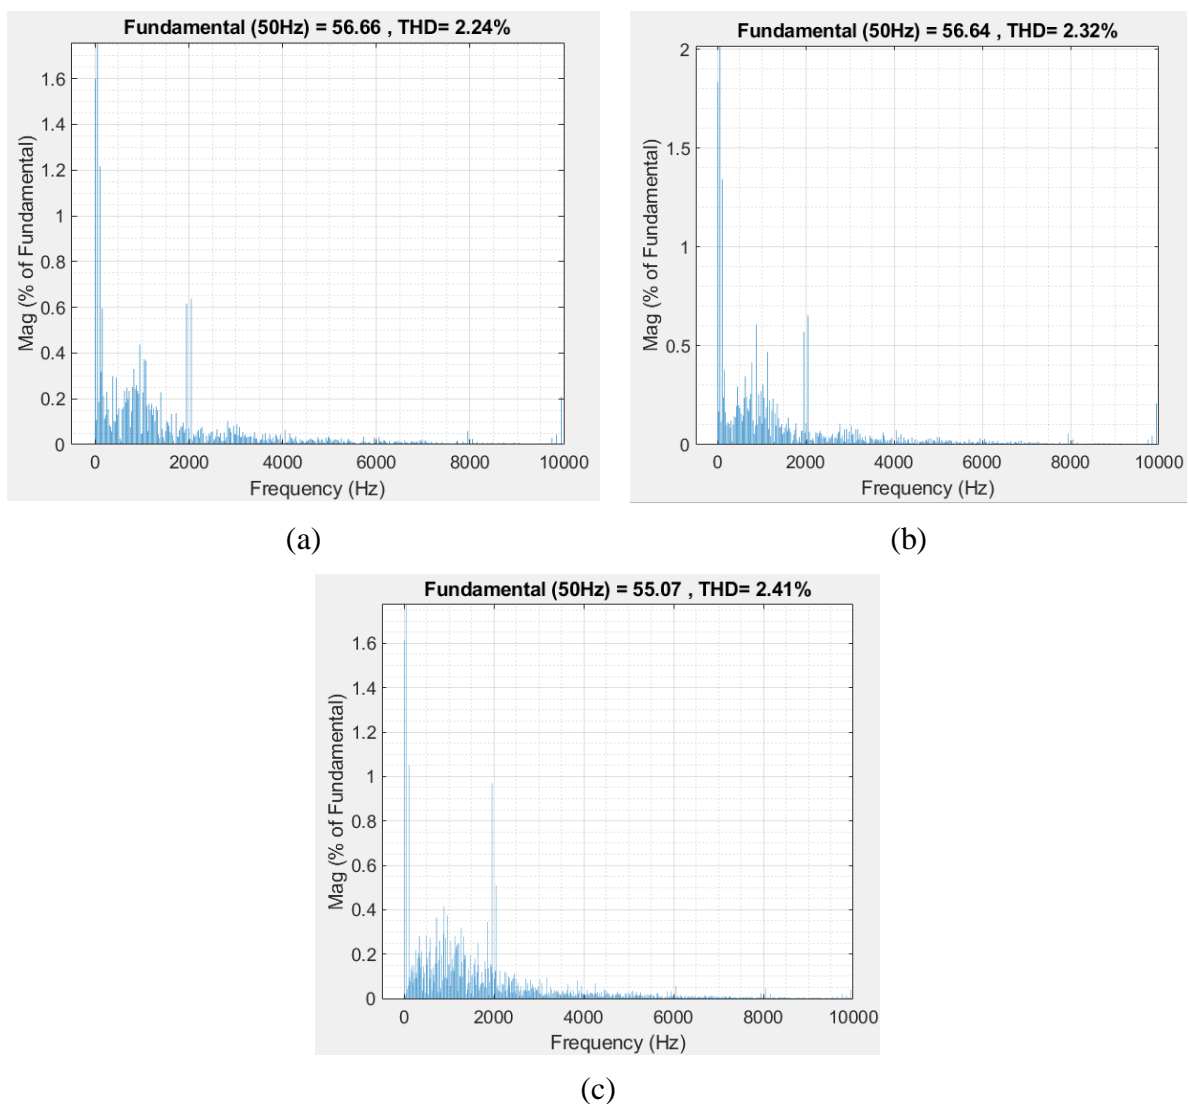 Fundamental (50Hz) = 56.66 , THD= 2.24%
Mag (% of Fundamental)
1.6
1.4
1.2
1
0.8
0.6
0.4
0.2
0
0 2000 4000 6000 8000 10000
Frequency (Hz)
(a)
Fundamental (50Hz) = 56.64 , THD= 2.32%
Mag (% of Fundamental)
2
1.5
1
0.5
0
0 2000 4000 6000 8000 10000
Frequency (Hz)
(b)
Fundamental (50Hz) = 55.07 , THD= 2.41%
Mag (% of Fundamental)
1.6
1.4
1.2
1
0.8
0.6
0.4
0.2
0
0 2000 4000 6000 8000 10000
Frequency (Hz)
(c)